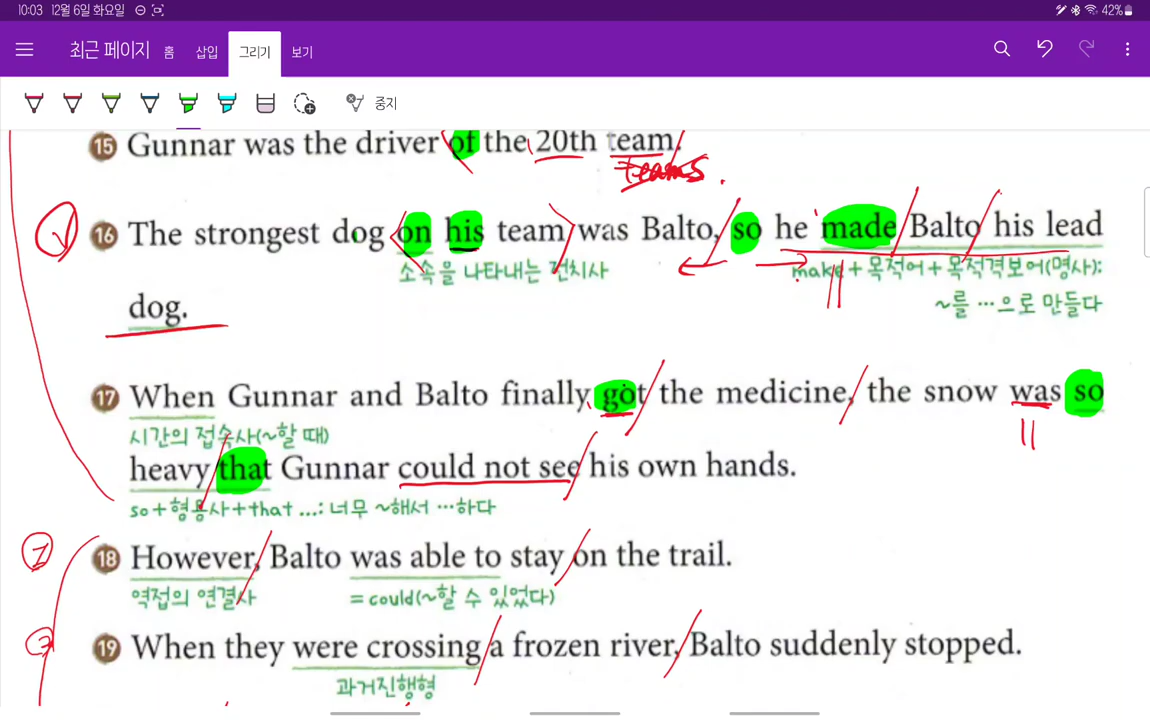 10:03 12월 6일 화요일
42%
최근 페이지 홈 삽입 그리기 보기
중지
15 Gunnar was the driver of the 20th team.
teams.
16 The strongest dog on his team was Balto, so he made Balto his lead
소속을 나타내는 전치사 make+목적어+목적격보어(명사):
~를 …으로 만들다
dog.
17 When Gunnar and Balto finally got the medicine, the snow was so
시간의 접속사(~할 때)
heavy that Gunnar could not see his own hands.
so+형용사+that …: 너무 ~해서 …하다
18 However, Balto was able to stay on the trail.
역접의 연결사 =could(~할 수 있었다)
19 When they were crossing a frozen river, Balto suddenly stopped.
과거진행형